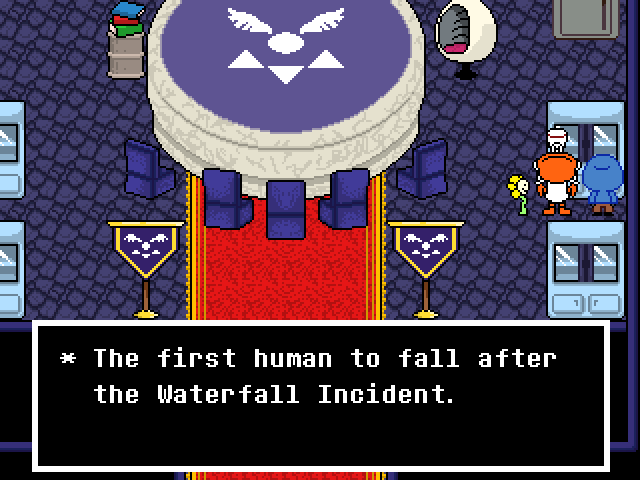 * The first human to fall after
the Waterfall Incident.